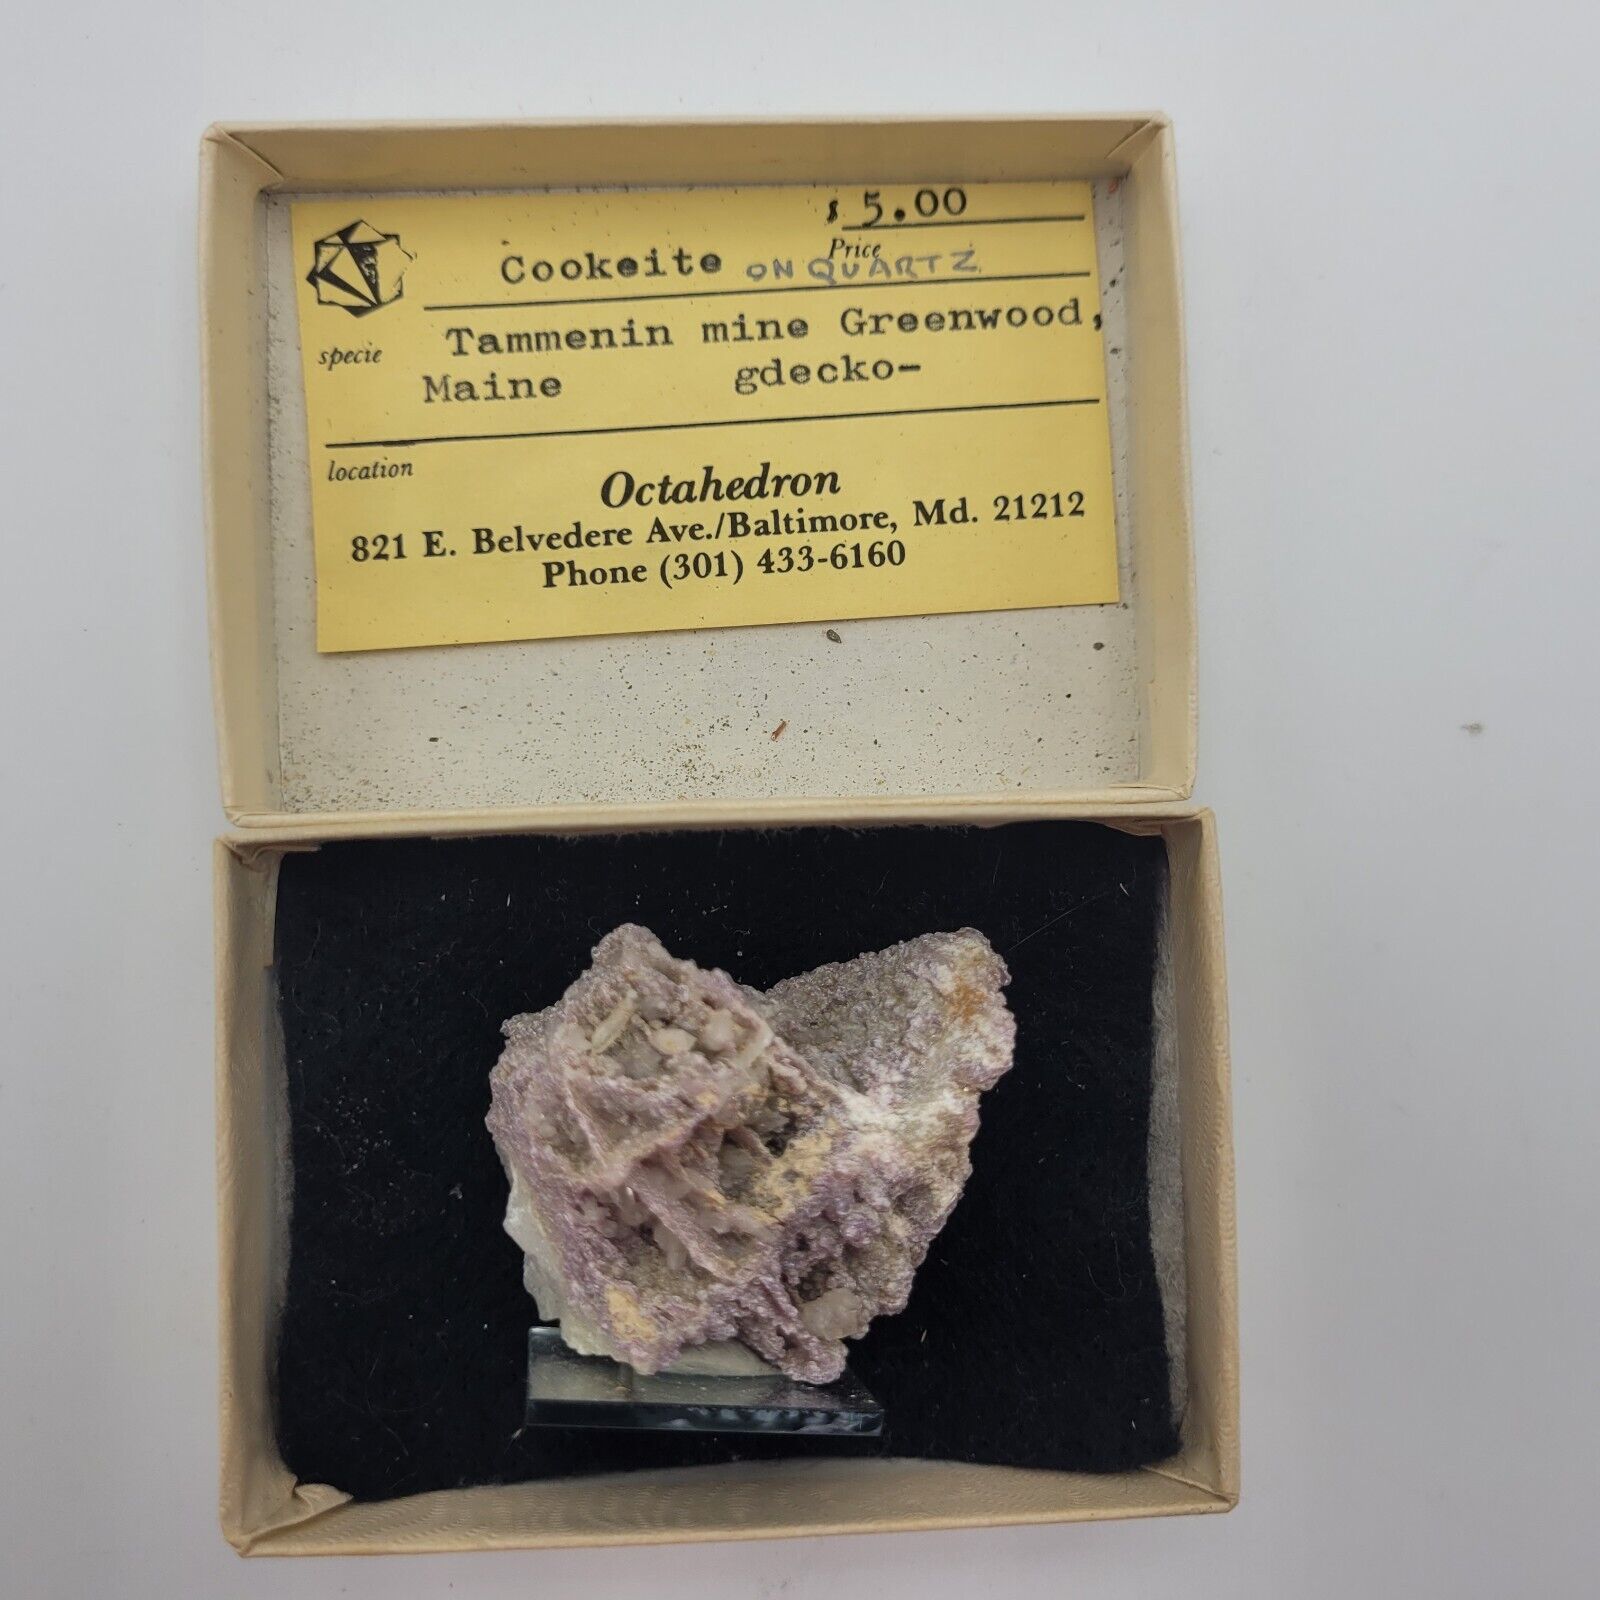 $ 5.00
Price
Cookeite ON QUARTZ
specie
Tammenin mine Greenwood,
Maine gdecko-
location
Octahedron
821 E. Belvedere Ave./Baltimore, Md. 21212
Phone (301) 433-6160